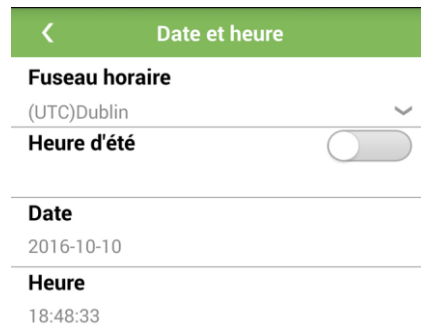 Date et heure
Fuseau horaire
(UTC)Dublin
Heure d'été
Date
2016-10-10
Heure
18:48:33